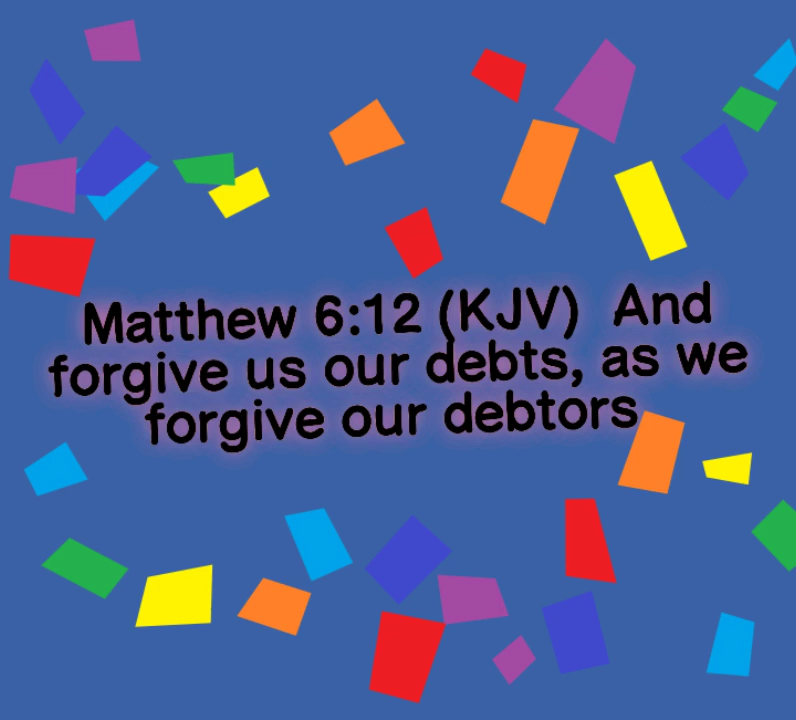 Matthew 6:12 (KJV)  And
forgive us our debts, as we
forgive our debtors